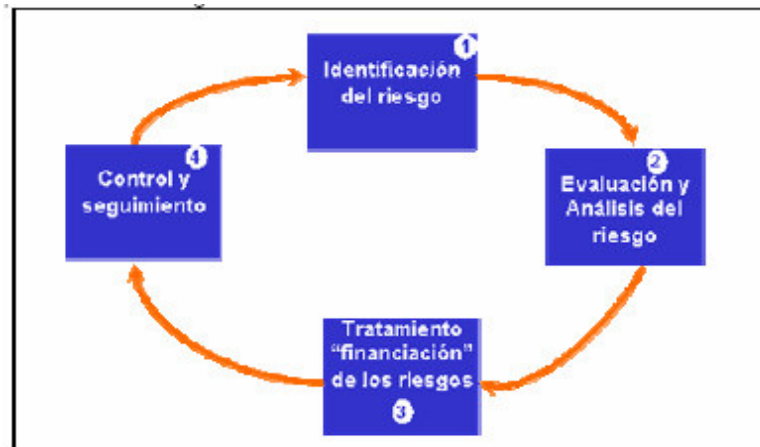 1
Identificación
del riesgo
2
Evaluación y
Análisis del
riesgo
Tratamiento
“financiación”
de los riesgos
3
4
Control y
seguimiento